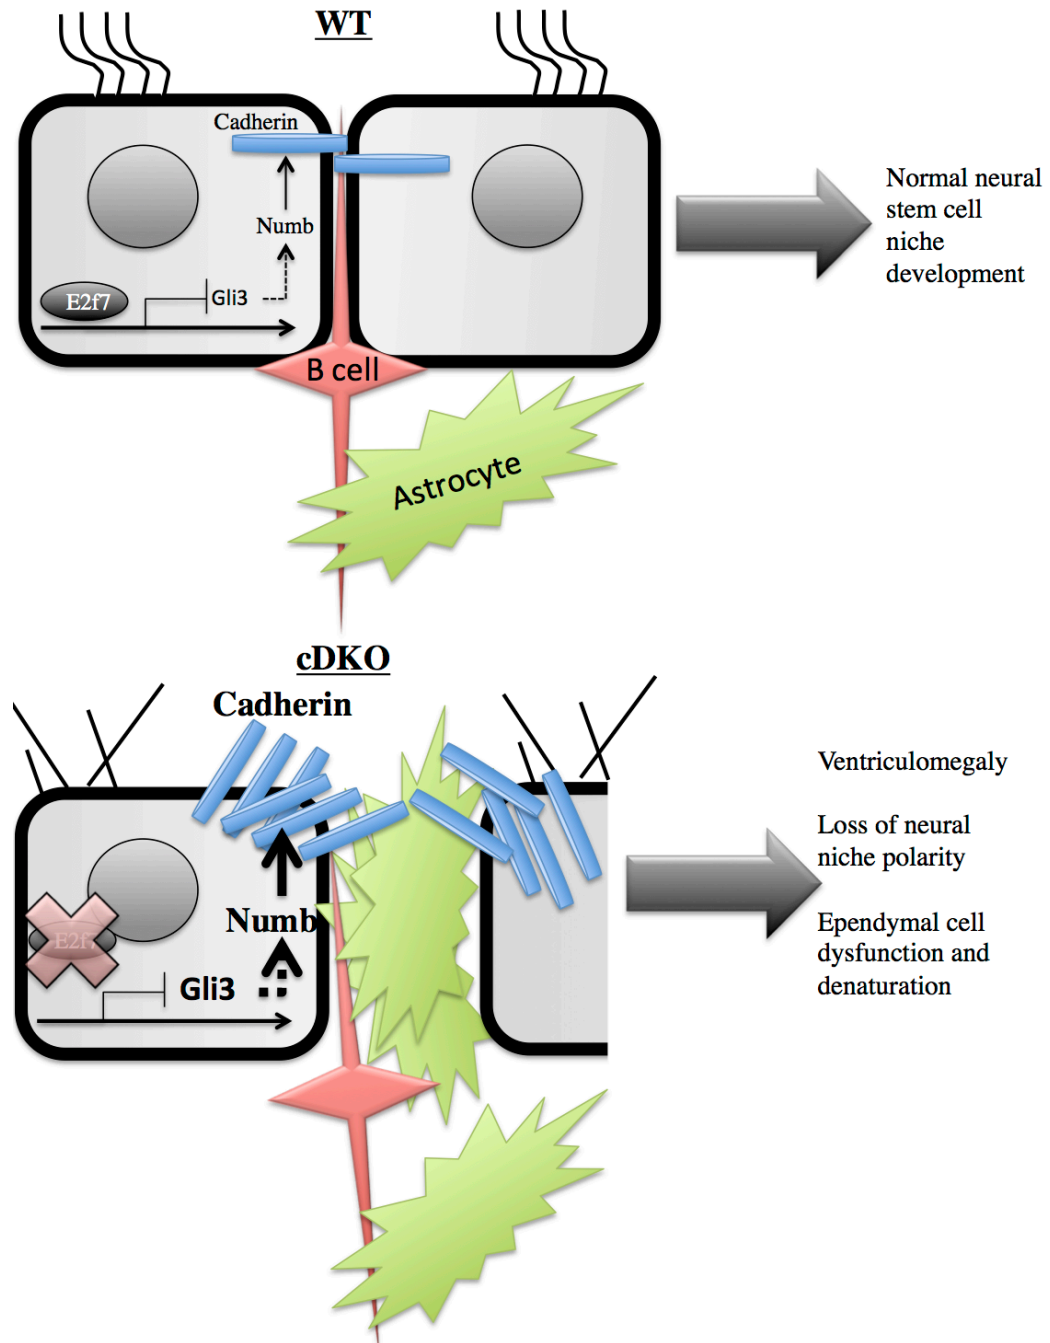 WT
Cadherin
Numb
E2f7
Gli3
B cell
Astrocyte
Normal neural
stem cell
niche
development
cDKO
Cadherin
Numb
E2f7
Gli3
Ventriculomegaly
Loss of neural
niche polarity
Ependymal cell
dysfunction and
denaturation